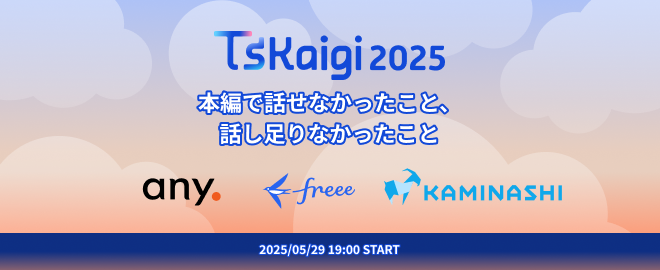 TsKaigi 2025
本編で話せなかったこと、
話し足りなかったこと
any. freee KAMINASHI
2025/05/29 19:00 START